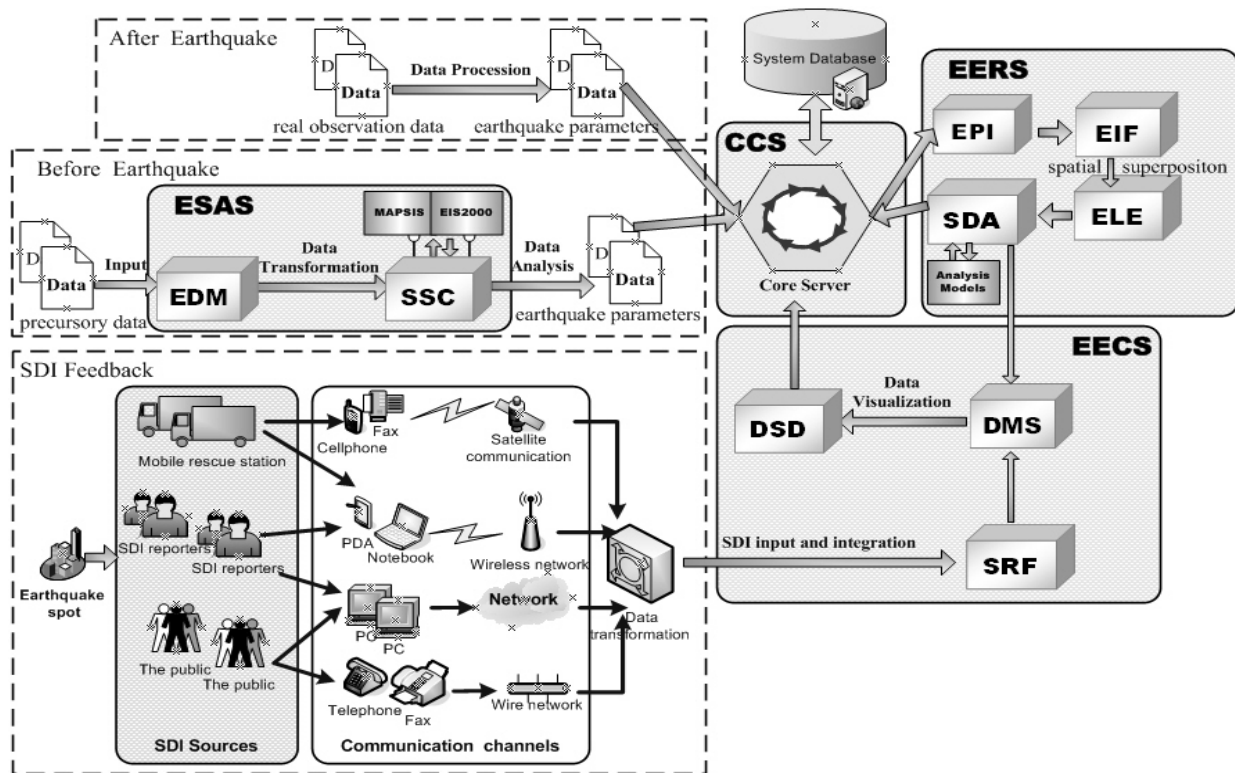 After Earthquake
D
Data
real observation data
Data Procession
D
Data
earthquake parameters
System Database
CCS
Core Server
EERS
EPI
EIF
spatial superpositon
ELE
SDA
Analysis
Models
Before Earthquake
D
Data
precursory data
Input
ESAS
EDM
Data
Transformation
MAPSIS
EIS2000
SSC
Data
Analysis
D
Data
earthquake parameters
EECS
DSD
Data
Visualization
DMS
SRF
SDI input and integration
SDI Feedback
Earthquake
spot
Mobile rescue station
SDI reporters
SDI reporters
The public
The public
SDI Sources
Cellphone
Fax
Satellite
communication
PDA
Notebook
Wireless network
PC
PC
Network
Telephone
Fax
Wire network
Communication channels
Data
transformation